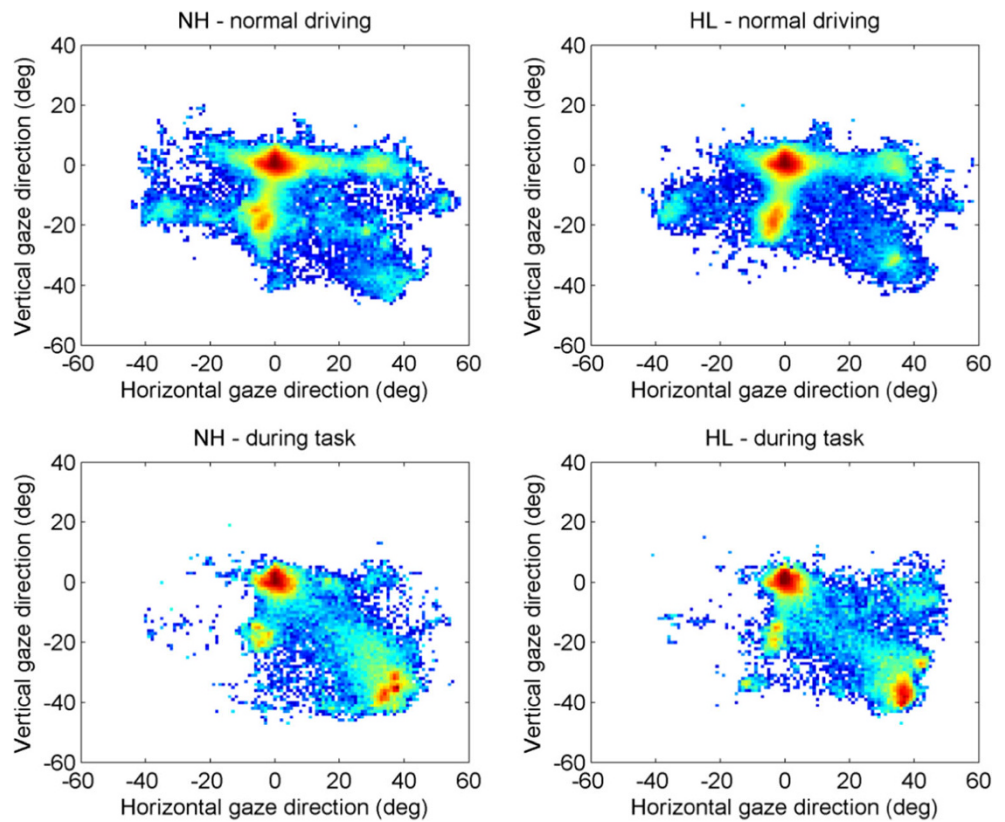 NH - normal driving
HL - normal driving
40
20
0
-20
-40
-60
Vertical gaze direction (deg)
-60 -40 -20 0 20 40 60
Horizontal gaze direction (deg)
40
20
0
-20
-40
-60
Vertical gaze direction (deg)
-60 -40 -20 0 20 40 60
Horizontal gaze direction (deg)
NH - during task
HL - during task
40
20
0
-20
-40
-60
Vertical gaze direction (deg)
-60 -40 -20 0 20 40 60
Horizontal gaze direction (deg)
40
20
0
-20
-40
-60
Vertical gaze direction (deg)
-60 -40 -20 0 20 40 60
Horizontal gaze direction (deg)